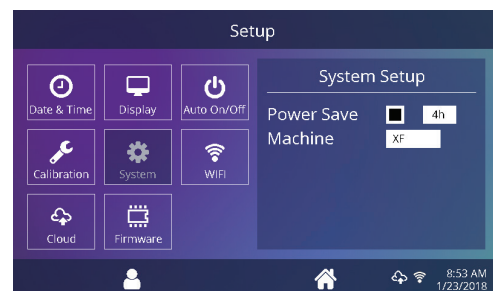 Setup
Date & Time
Display
Auto On/Off
Calibration
System
WIFI
Cloud
Firmware
System Setup
Power Save
4h
Machine
XF
8:53 AM
1/23/2018